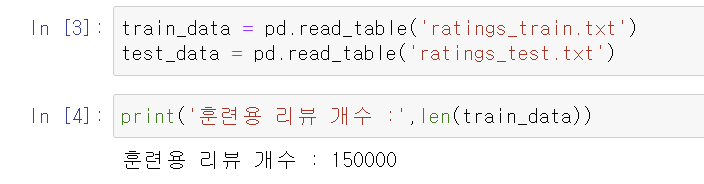 In [3]: train_data = pd.read_table('ratings_train.txt')
test_data = pd.read_table('ratings_test.txt')
In [4]: print('훈련용 리뷰 개수 :',len(train_data))
훈련용 리뷰 개수 : 150000